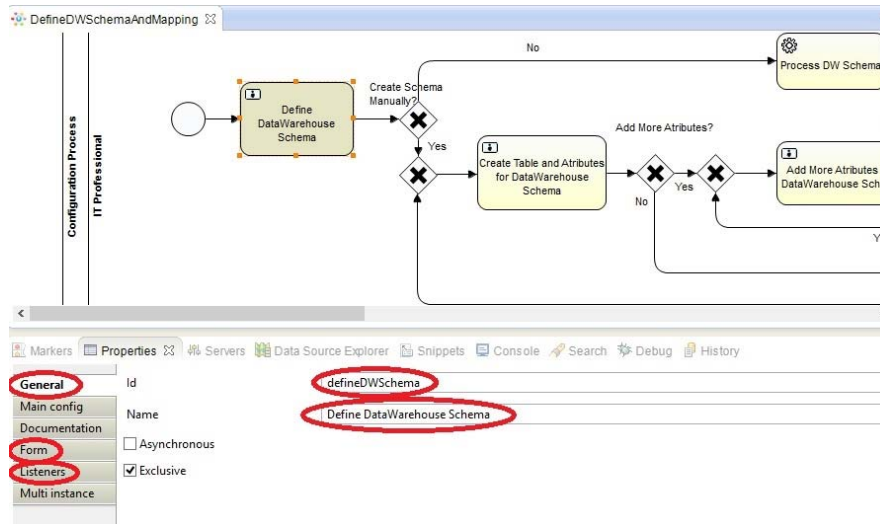 DefineDWSchemaAndMapping
Configuration Process
IT Professional
Define
DataWarehouse
Schema
Create Schema
Manually?
No
Yes
Process DW Schema
Create Table and Atributes
for DataWarehouse
Schema
Add More Atributes?
Yes
No
Add More Atributes
DataWarehouse Sch
Y
Markers
Properties
Servers
Data Source Explorer
Snippets
Console
Search
Debug
History
General
Main config
Documentation
Form
Listeners
Multi instance
Id
defineDWSchema
Name
Define DataWarehouse Schema
Asynchronous
Exclusive